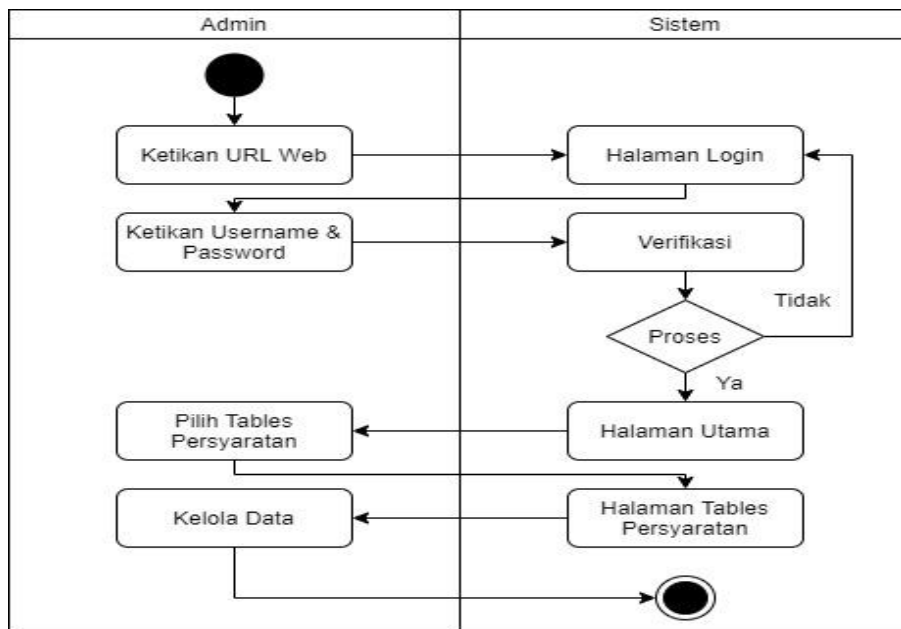 Admin
Sistem
Ketikan URL Web
Halaman Login
Ketikan Username &
Password
Verifikasi
Tidak
Proses
Ya
Pilih Tables
Persyaratan
Halaman Utama
Kelola Data
Halaman Tables
Persyaratan